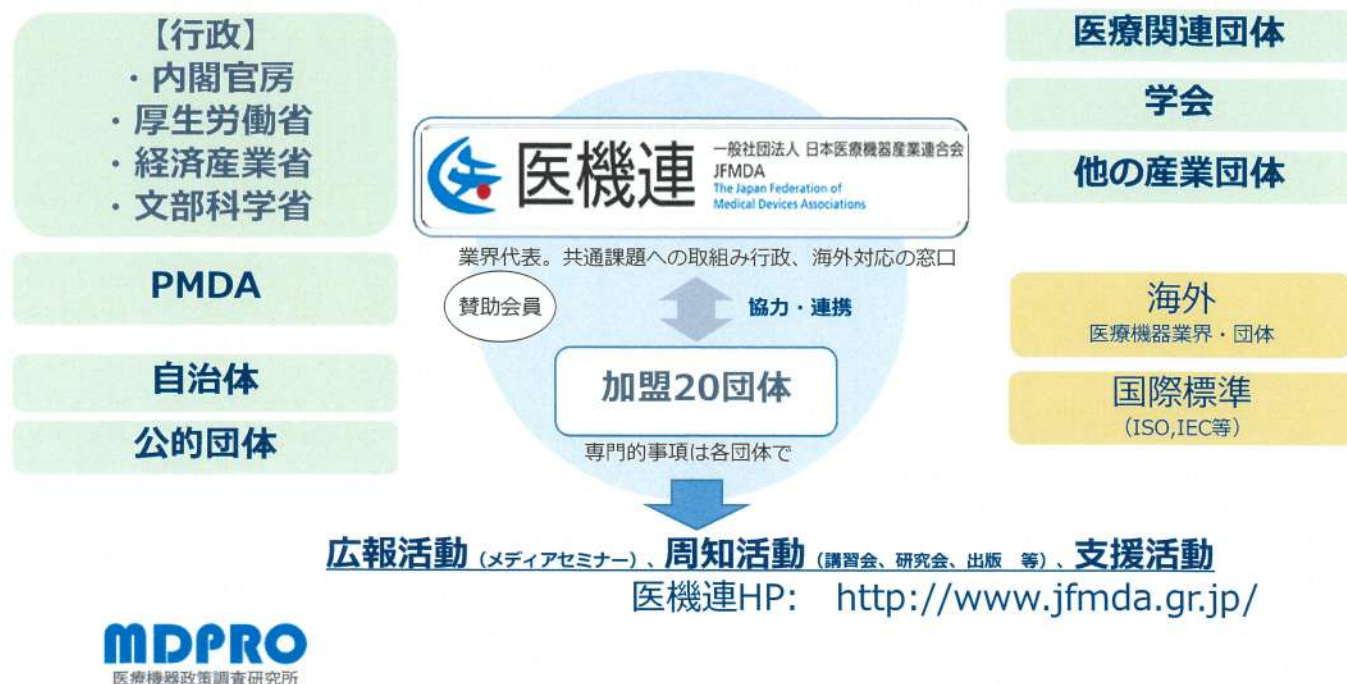 【行政】
・内閣官房
・厚生労働省
・経済産業省
・文部科学省
PMDA
自治体
公的団体
医機連
一般社団法人 日本医療機器産業連合会
JFMDA
The Japan Federation of
Medical Devices Associations
業界代表。共通課題への取組み行政、海外対応の窓口
賛助会員
協力・連携
加盟20団体
専門的事項は各団体で
医療関連団体
学会
他の産業団体
海外
医療機器業界・団体
国際標準
（ISO,IEC等）
広報活動（メディアセミナー）、周知活動（講習会、研究会、出版　等）、支援活動
医機連HP:　http://www.jfmda.gr.jp/
MDPRO
医療機器政策調査研究所